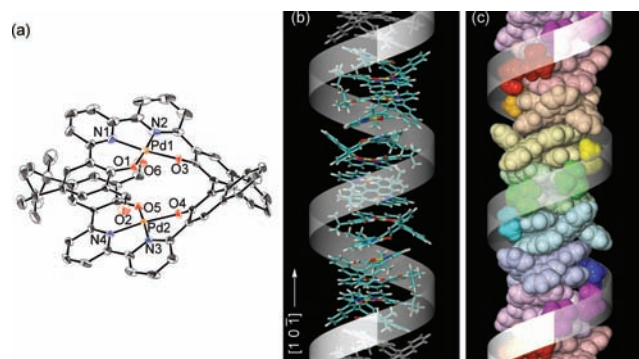 (a)
N2
N1
Pd1
O1
O3
O6
O5
O4
O2
Pd2
N4
N3
(b)
[1 0 1̅]
(c)